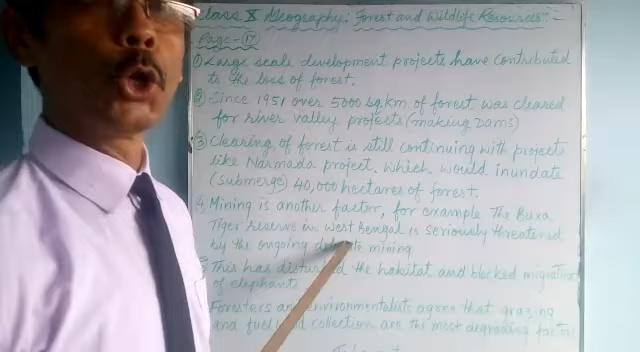 Class X Geography: Forest and Wildlife Resources:-
Page-17
① Large scale development projects have contributed
to the loss of forest.
② Since 1951 over 5000 sq.km. of forest was cleared
for river valley projects (making Dams)
③ Clearing of forest is still continuing with projects
like Narmada project, which would inundate
(submerge) 40,000 hectares of forest.
④ Mining is another factor, for example The Buxa
Tiger reserve in West Bengal is seriously threatened
by the ongoing mining
This has the habitat and blocked migration
of elephants
Foresters and environmentalists agree that grazing
and fuel collection are the most degrading factor